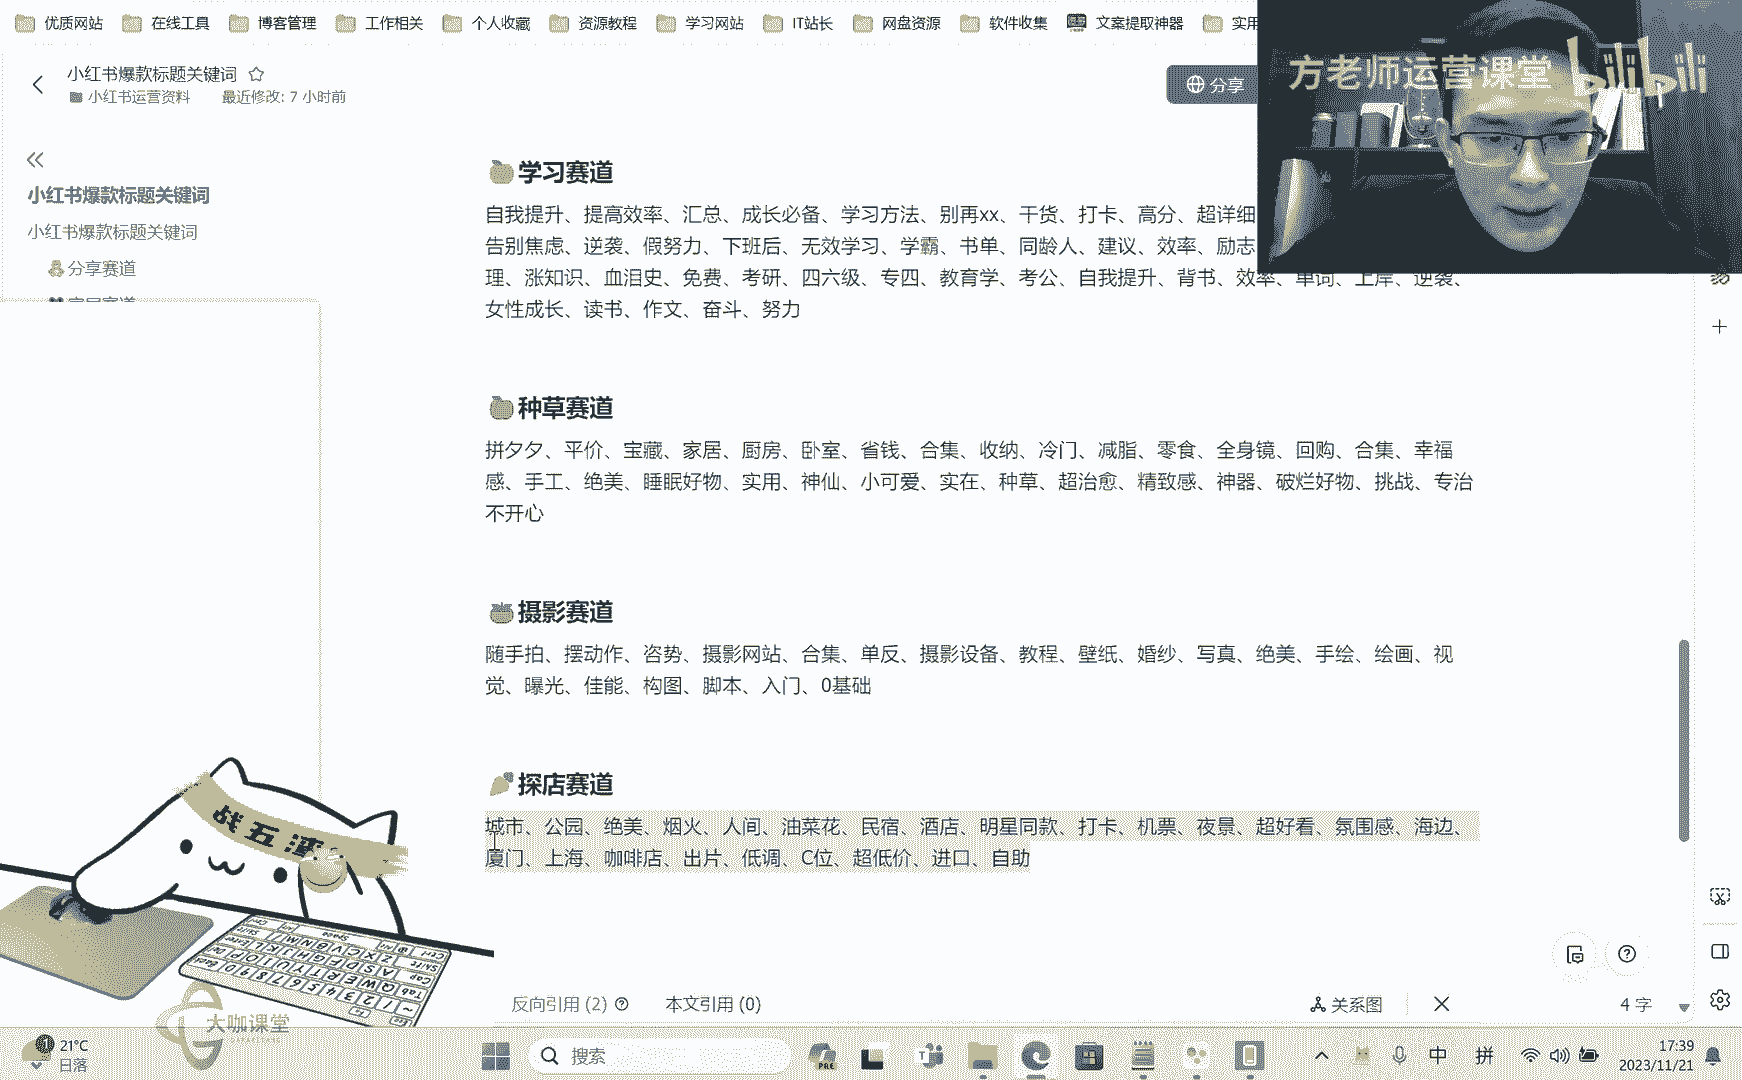 优质网站 在线工具 博客管理 工作相关 个人收藏 资源教程 学习网站 IT站长 网盘资源 软件收集 文案提取神器 实用
小红书爆款标题关键词
小红书运营资料 最近修改: 7 小时前
分享
方老师运营课堂 bilibili
小红书爆款标题关键词
小红书爆款标题关键词
分享赛道
学习赛道
自我提升、提高效率、汇总、成长必备、学习方法、别再xx、干货、打卡、高分、超详细
告别焦虑、逆袭、假努力、下班后、无效学习、学霸、书单、同龄人、建议、效率、励志
理、涨知识、血泪史、免费、考研、四六级、专四、教育学、考公、自我提升、背书、效率、单词、上岸、逆袭、
女性成长、读书、作文、奋斗、努力
种草赛道
拼夕夕、平价、宝藏、家居、厨房、卧室、省钱、合集、收纳、冷门、减脂、零食、全身镜、回购、合集、幸福
感、手工、绝美、睡眠好物、实用、神仙、小可爱、实在、种草、超治愈、精致感、神器、破烂好物、挑战、专治
不开心
摄影赛道
随手拍、摆动作、咨势、摄影网站、合集、单反、摄影设备、教程、壁纸、婚纱、写真、绝美、手绘、绘画、视
觉、曝光、佳能、构图、脚本、入门、0基础
探店赛道
城市、公园、绝美、烟火、人间、油菜花、民宿、酒店、明星同款、打卡、机票、夜景、超好看、氛围感、海边、
厦门、上海、咖啡店、出片、低调、C位、超低价、进口、自助
战五渣
大咖课堂
反向引用 (2) 本文引用 (0) 关系图 4 字
21°C
日落
搜索
PRE
中 拼
17:39
2023/11/21